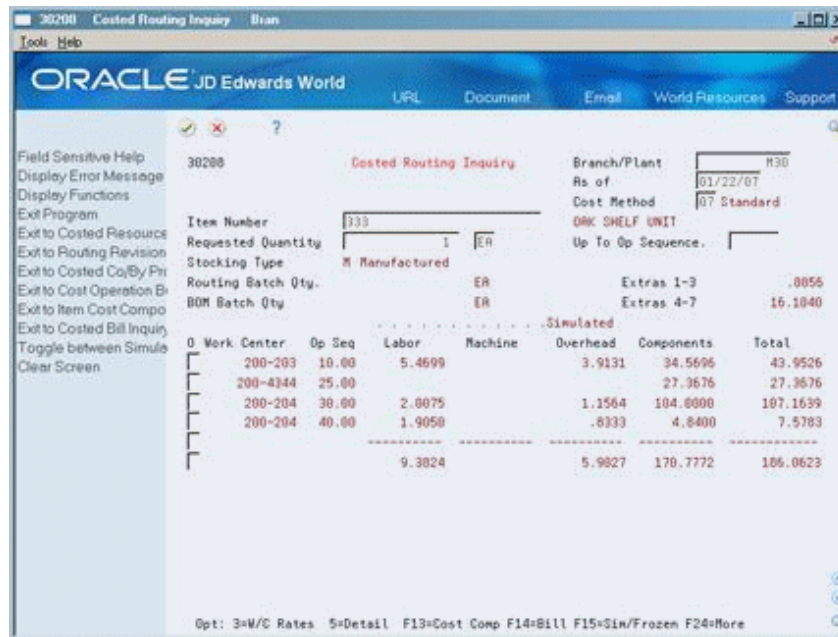 30200 Costed Routing Inquiry Bran
Tools Help
ORACLE JD Edwards World
URL Document Email World Resources Support
Field Sensitive Help
Display Error Message
Display Functions
Exit Program
Exit to Costed Resource
Exit to Routing Revision
Exit to Costed Co/By Pro
Exit to Cost Operation B
Exit to Item Cost Compo
Exit to Costed Bill Inquiry
Toggle between Simula
Clear Screen
30208 Costed Routing Inquiry Branch/Plant M30
As of 01/22/07
Cost Method 07 Standard
Item Number 333 OAK SHELF UNIT
Requested Quantity 1 EA Up To Op Sequence.
Stocking Type M Manufactured
Routing Batch Qty. EA Extras 1-3 .0056
BOM Batch Qty EA Extras 4-7 16.1040
. . . . . . . . . . . .Simulated
O Work Center Op Seq Labor Machine Overhead Components Total
200-203 10.00 5.4699 3.9131 34.5696 43.9526
200-4344 25.00 27.3676 27.3676
200-204 30.00 2.0075 1.1564 104.0000 107.1639
200-204 40.00 1.9050 .8333 4.8400 7.5783
---------- ---------- ---------- ---------- ------------
9.3824 5.9027 170.7772 186.0623
Opt: 3=W/C Rates 5=Detail F13=Cost Comp F14=Bill F15=Sim/Frozen F24=More